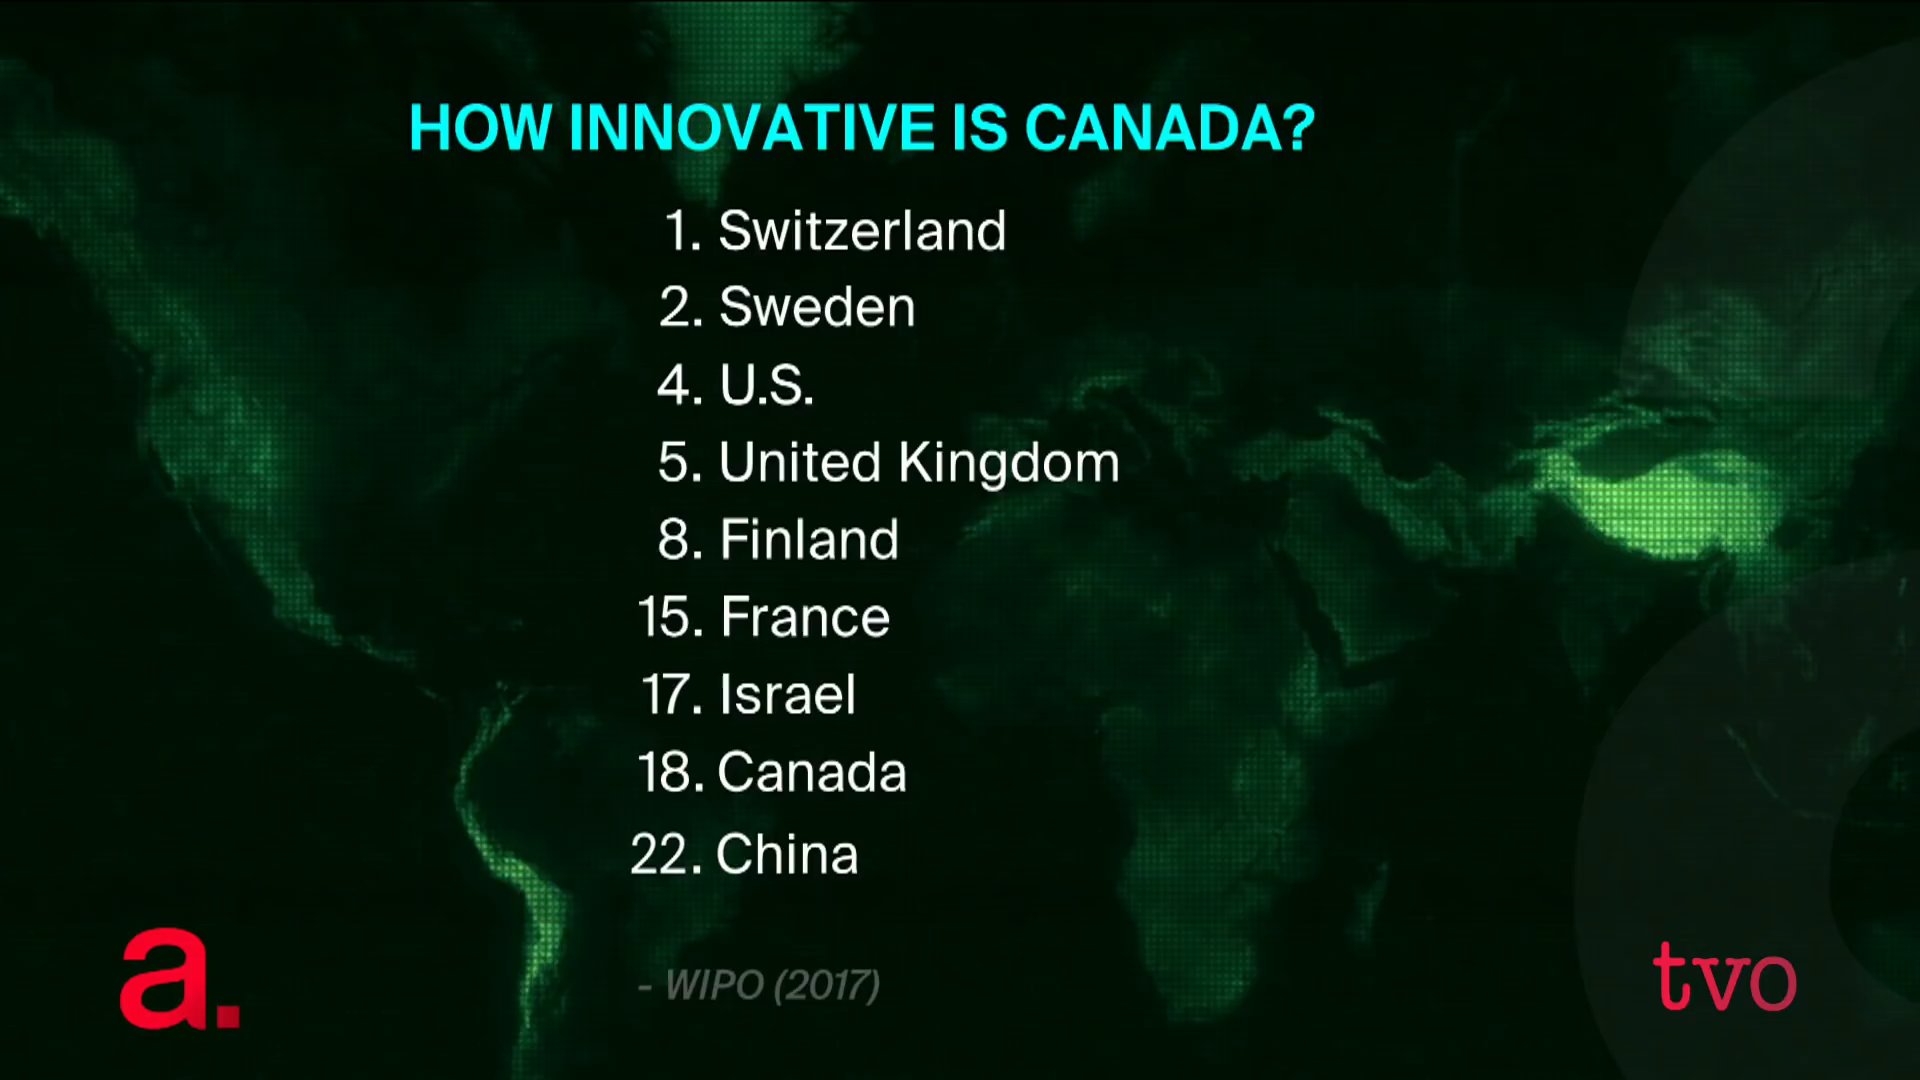 HOW INNOVATIVE IS CANADA?
1. Switzerland
2. Sweden
4. U.S.
5. United Kingdom
8. Finland
15. France
17. Israel
18. Canada
22. China
- WIPO (2017)
a.
tvo